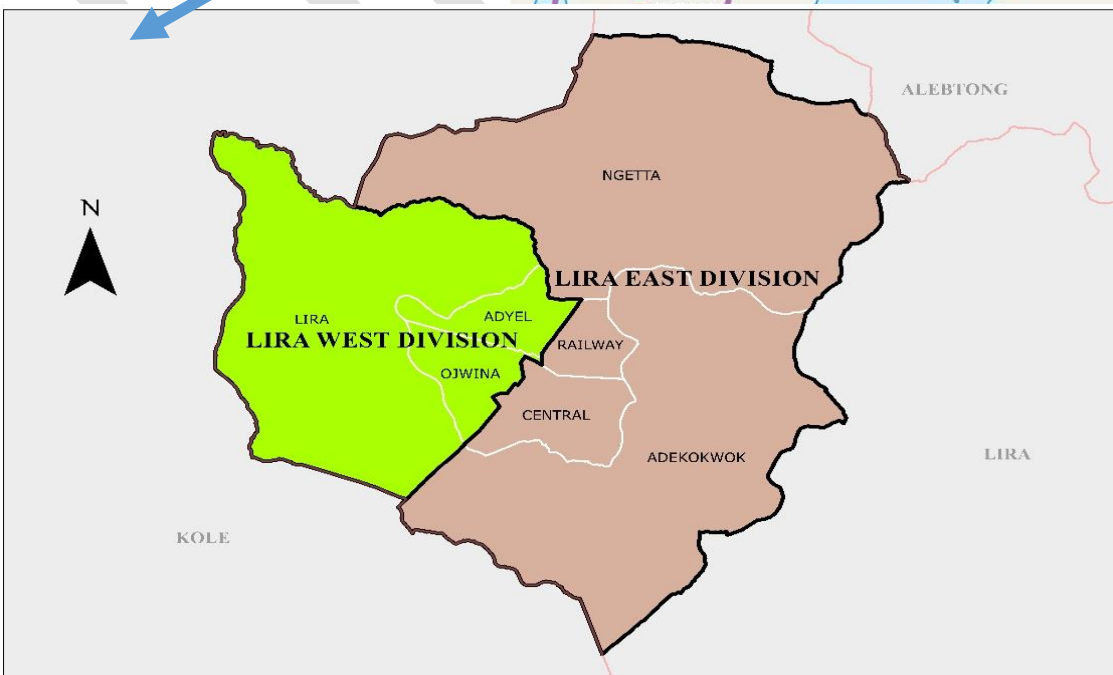 ALEBTONG
NGETTA
N
LIRA EAST DIVISION
LIRA
ADYEL
LIRA WEST DIVISION
RAILWAY
OJWINA
CENTRAL
ADEKOKWOK
LIRA
KOLE